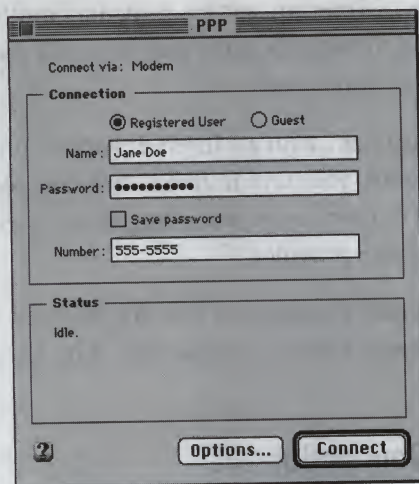 PPP
Connect via: Modem
Connection
Registered User Guest
Name: Jane Doe
Password: ●●●●●●●●●●
Save password
Number: 555-5555
Status
Idle.
?
Options... Connect